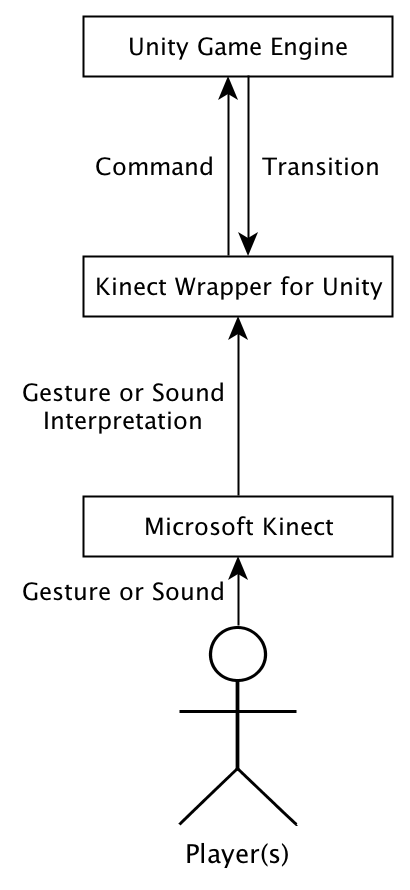 Unity Game Engine
Command
Transition
Kinect Wrapper for Unity
Gesture or Sound
Interpretation
Microsoft Kinect
Gesture or Sound
Player(s)